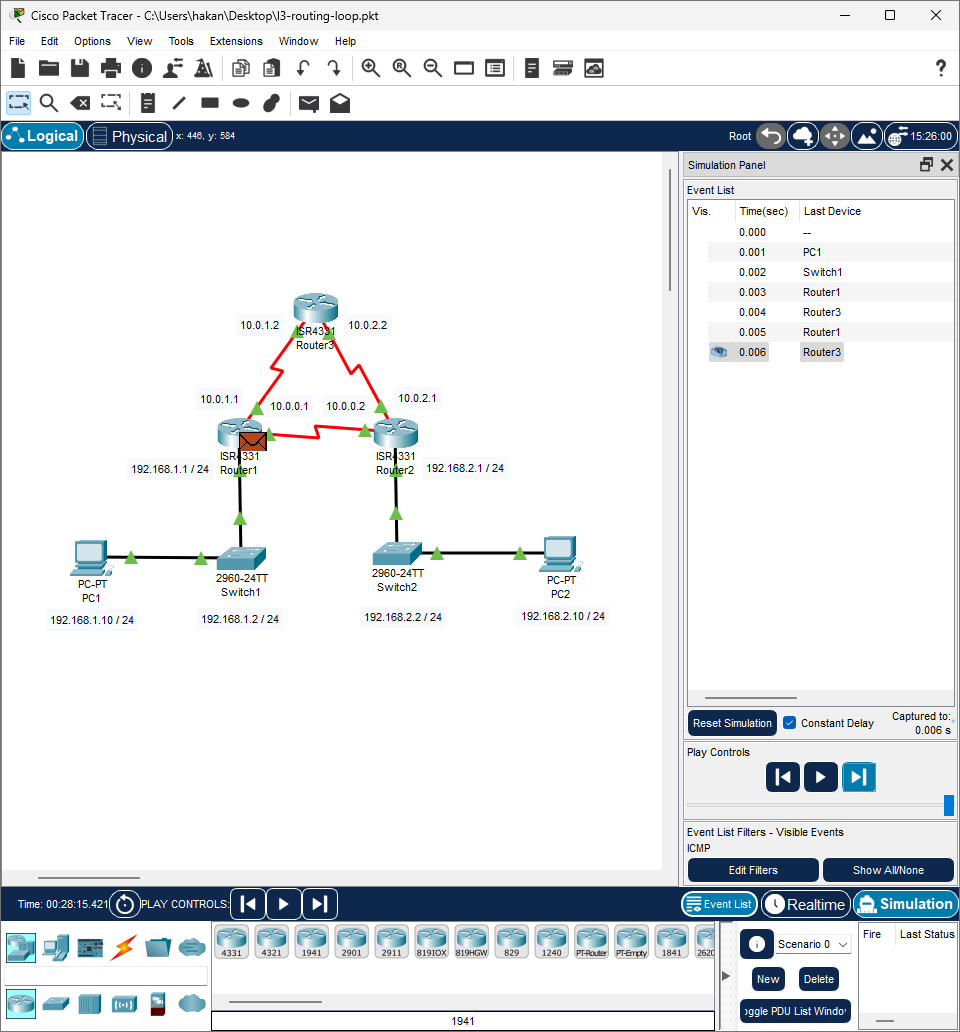 Cisco Packet Tracer - C:\Users\hakan\Desktop\l3-routing-loop.pkt
File Edit Options View Tools Extensions Window Help
Logical Physical x: 446, y: 584 Root 15:26:00
Simulation Panel
Event List
Vis. Time(sec) Last Device
0.000 --
0.001 PC1
0.002 Switch1
0.003 Router1
0.004 Router3
0.005 Router1
0.006 Router3
10.0.1.2 10.0.2.2
ISR4331
Router3
10.0.1.1 10.0.0.1 10.0.0.2 10.0.2.1
ISR4331
Router1
ISR4331
Router2
192.168.1.1 / 24
192.168.2.1 / 24
PC-PT
PC1
2960-24TT
Switch1
2960-24TT
Switch2
PC-PT
PC2
192.168.1.10 / 24
192.168.1.2 / 24
192.168.2.2 / 24
192.168.2.10 / 24
Reset Simulation Constant Delay Captured to:
0.006 s
Play Controls
Event List Filters - Visible Events
ICMP
Edit Filters Show All/None
Time: 00:28:15.421 PLAY CONTROLS: Event List Realtime Simulation
4331 4321 1941 2901 2911 819IOX 819HGW 829 1240 PT-Router PT-Empty 1841 2620
1941
Scenario 0
New Delete
oggle PDU List Windov
Fire Last Status